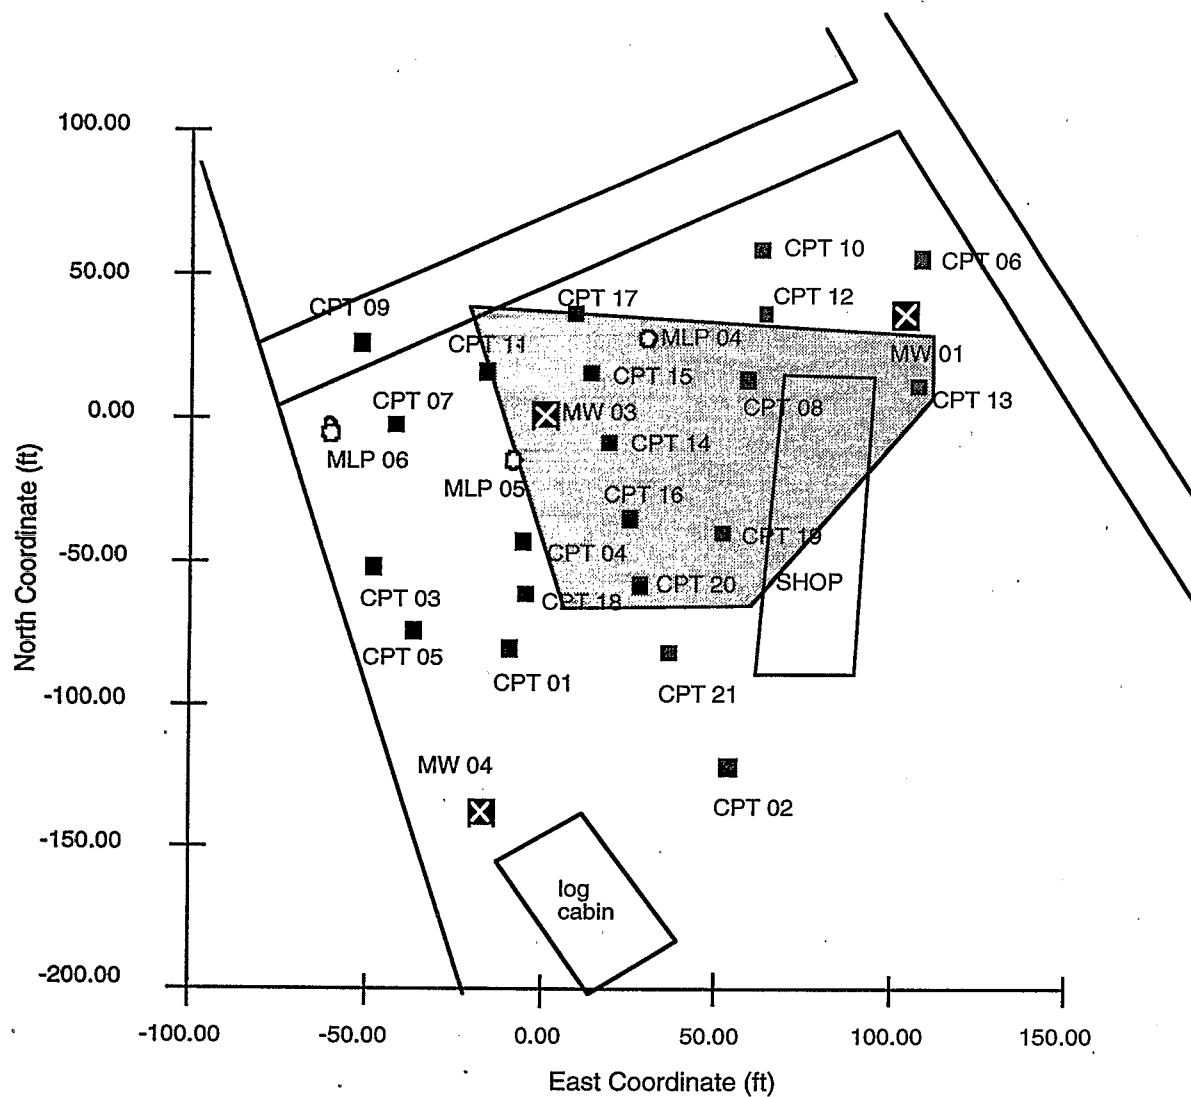 100.00
CPT 10
CPT 06
50.00
CPT 17
CPT 12
CPT 09
MLP 04
CPT 11
MW 01
CPT 15
CPT 07
CPT 08
CPT 13
0.00
MW 03
CPT 14
MLP 06
MLP 05
CPT 16
North Coordinate (ft)
CPT 19
-50.00
CPT 04
SHOP
CPT 20
CPT 03
CPT 18
CPT 05
CPT 01
CPT 21
-100.00
MW 04
CPT 02
-150.00
log
cabin
-200.00
-100.00
-50.00
0.00
50.00
100.00
150.00
East Coordinate (ft)